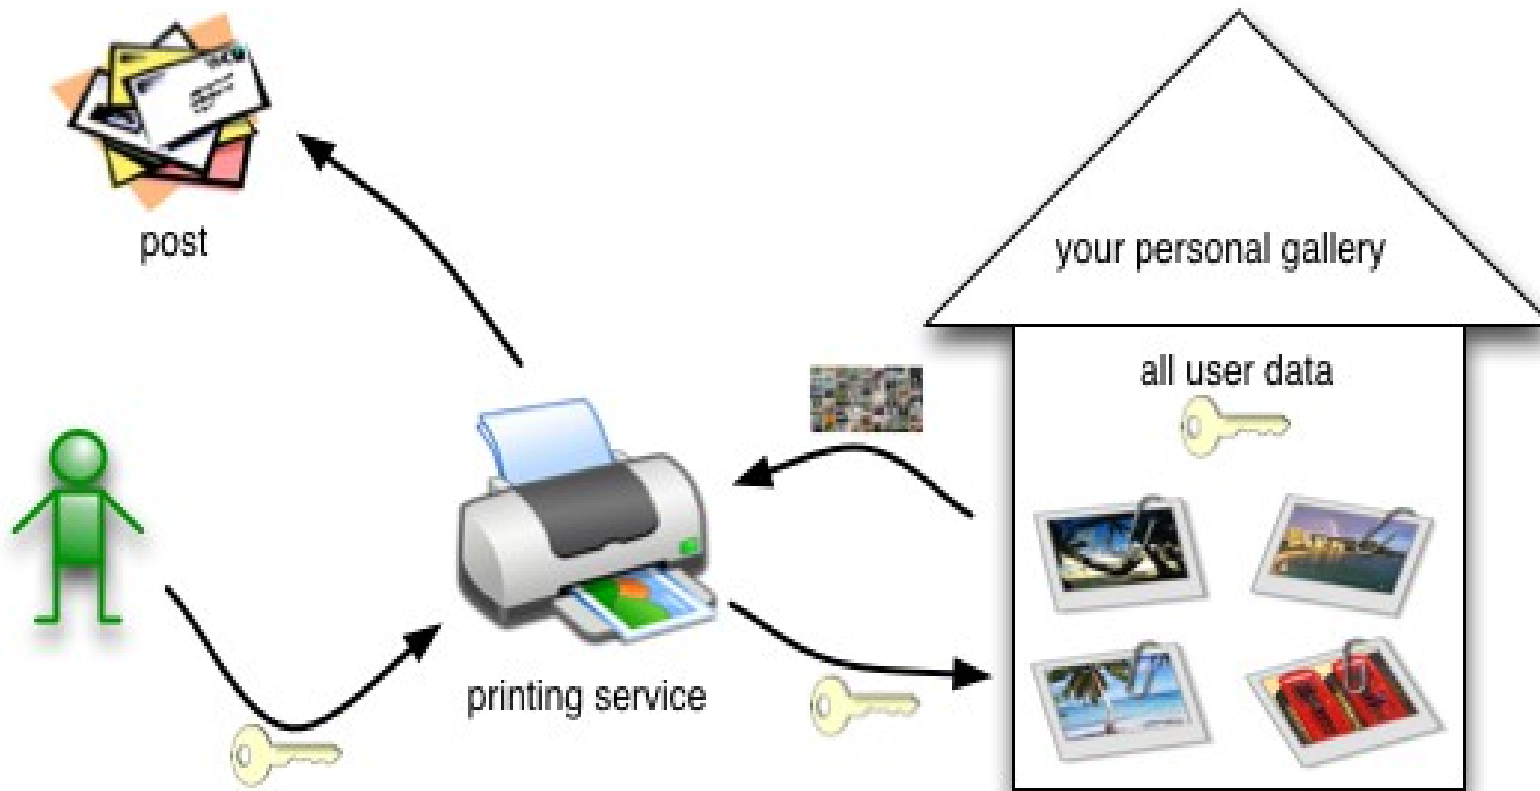 post
your personal gallery
all user data
printing service